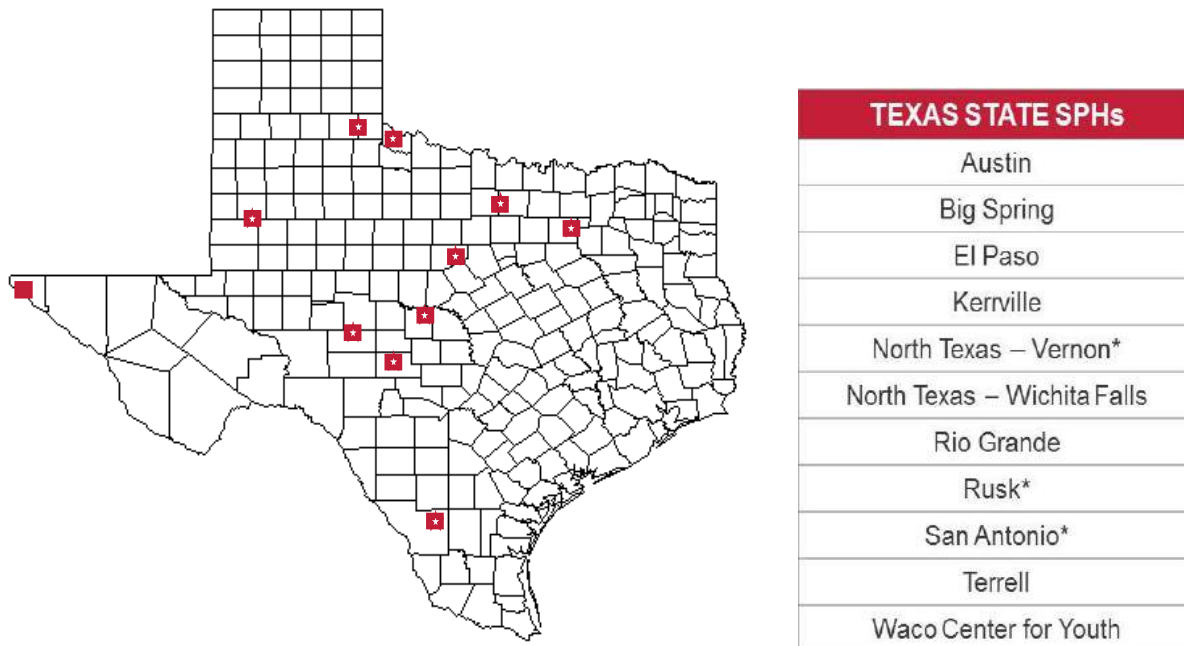 TEXAS STATE SPHs
Austin
Big Spring
El Paso
Kerrville
North Texas – Vernon*
North Texas – Wichita Falls
Rio Grande
Rusk*
San Antonio*
Terrell
Waco Center for Youth